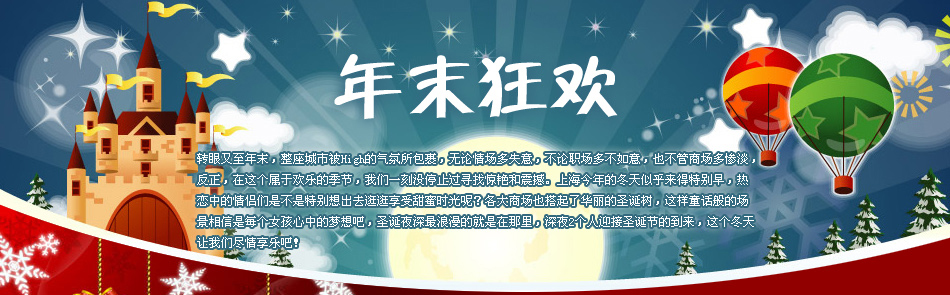 年末狂欢
转眼又至年末，整座城市被High的气氛所包裹，无论情场多失意，不论职场多不如意，也不管商场多惨淡，
反正，在这个属于欢乐的季节，我们一刻没停止过寻找惊艳和震撼。上海今年的冬天似乎来得特别早，热
恋中的情侣们是不是特别想出去逛逛享受甜蜜时光呢？各大商场也搭起了华丽的圣诞树，这样童话般的场
景相信是每个女孩心中的梦想吧，圣诞夜深最浪漫的就是在那里，深夜2个人迎接圣诞节的到来，这个冬天
让我们尽情享乐吧！